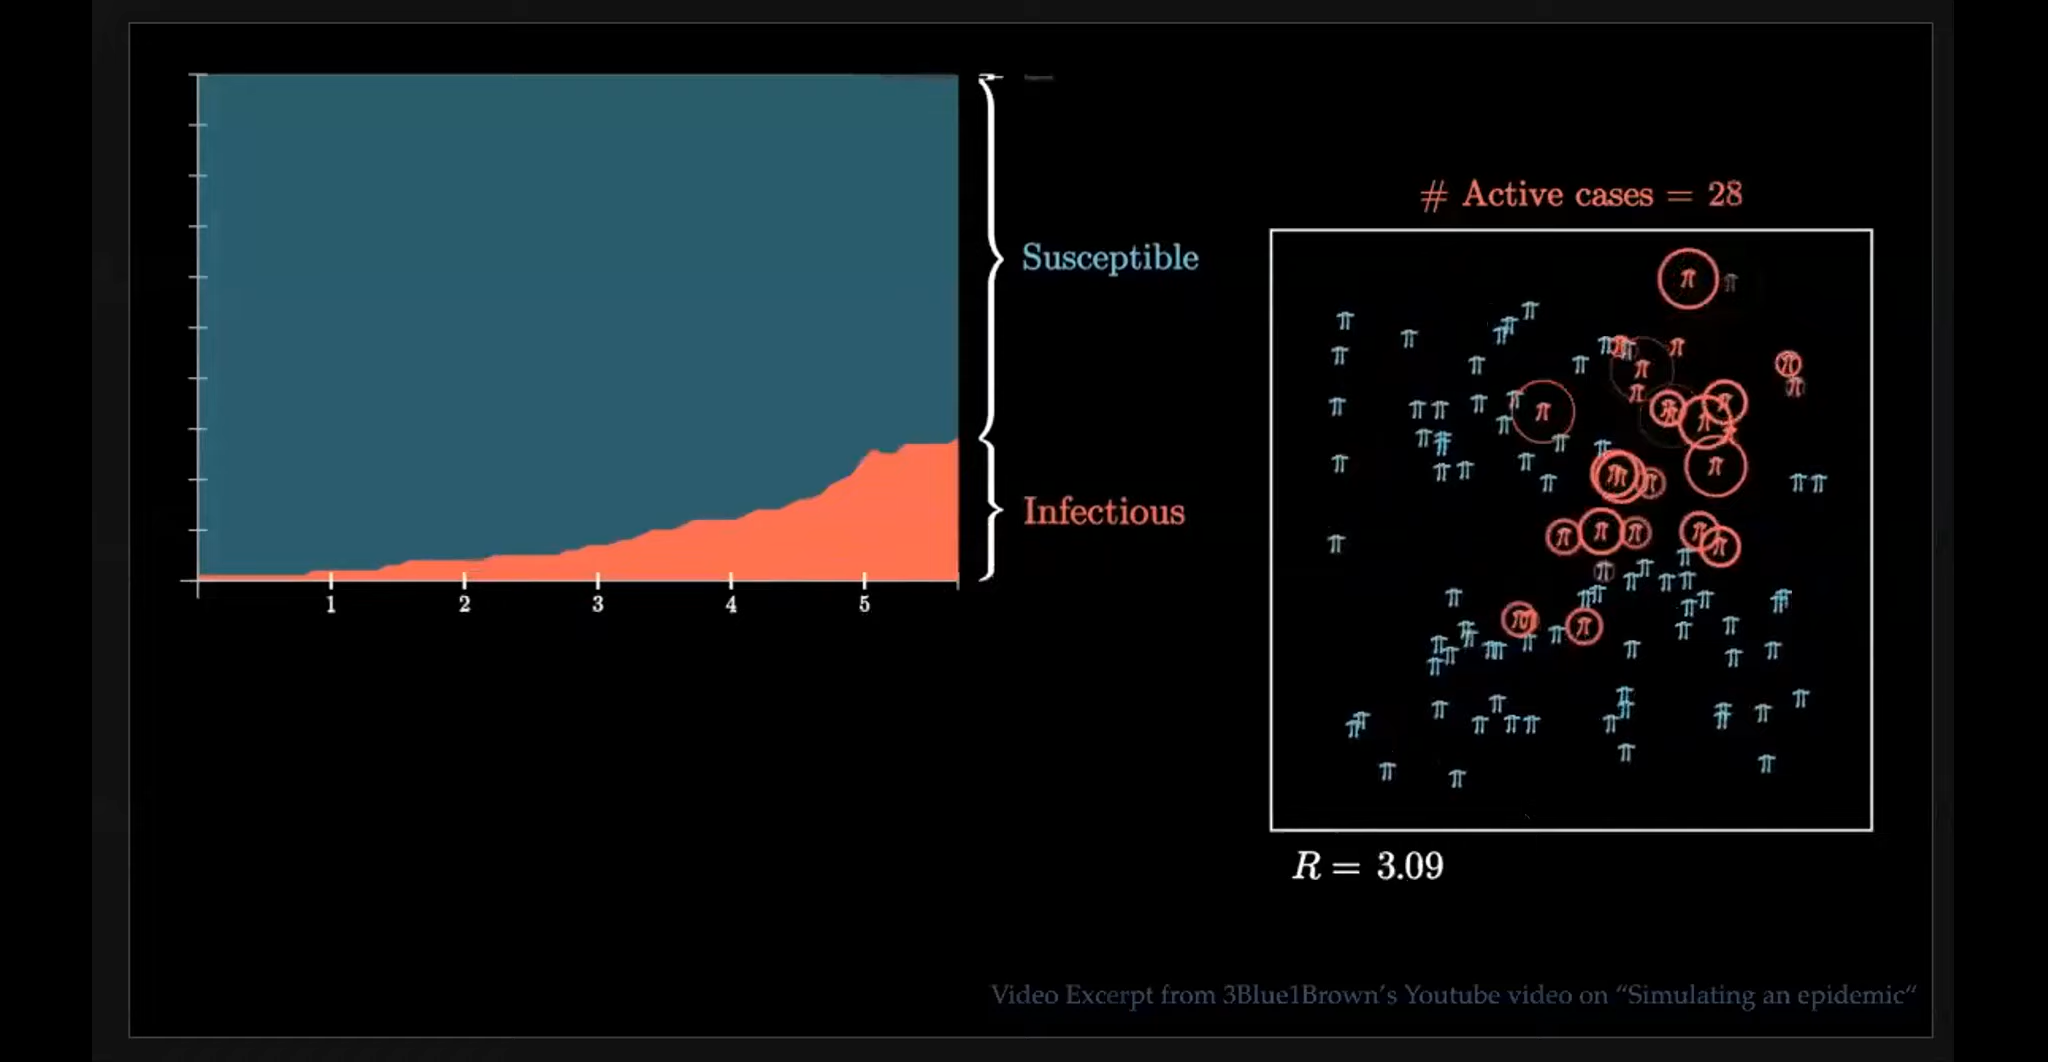 # Active cases = 28
Susceptible
Infectious
1 2 3 4 5
R = 3.09
Video Excerpt from 3Blue1Brown's Youtube video on “Simulating an epidemic“